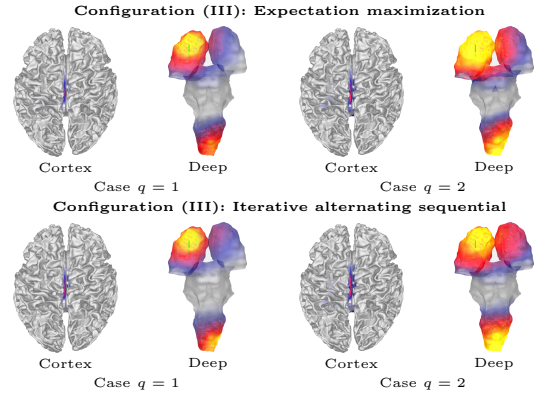 Configuration (III): Expectation maximization
Cortex Deep Cortex Deep
Case q = 1 Case q = 2
Configuration (III): Iterative alternating sequential
Cortex Deep Cortex Deep
Case q = 1 Case q = 2